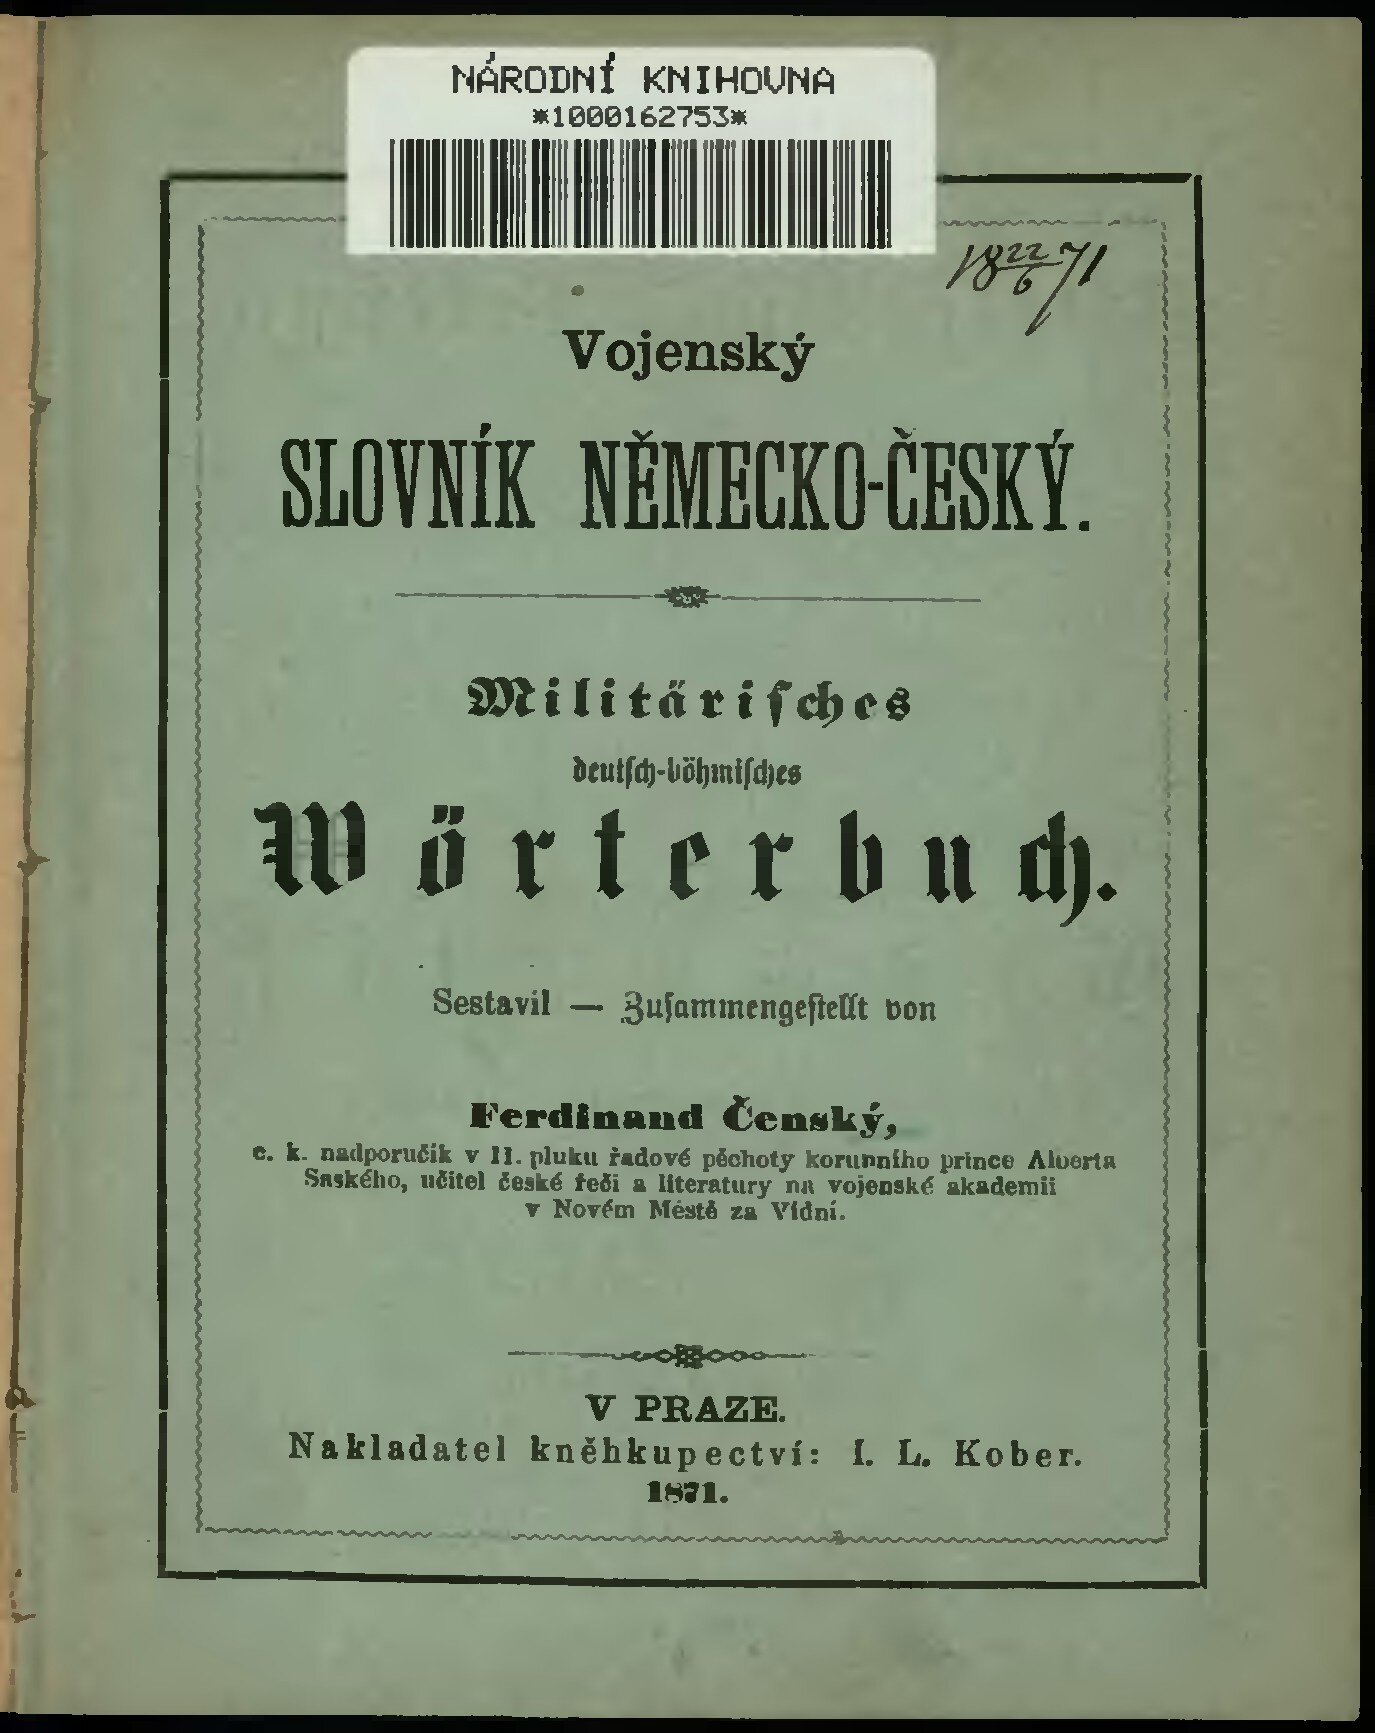 NÁRODNÍ KNIHOVNA
*1000162753*
18 22/6 71
Vojenský
SLOVNÍK NĚMECKO-ČESKÝ.
Militärisches
deutsch-böhmisches
Wörterbuch.
Sestavil — Zusammengestellt von
Ferdinand Čenský,
c. k. nadporučík v 11. pluku řadové pěchoty korunního prince Alberta
Saského, učitel české řeči a literatury na vojenské akademii
v Novém Městě za Vídní.
V PRAZE.
Nakladatel kněhkupectví: I. L. Kober.
1871.